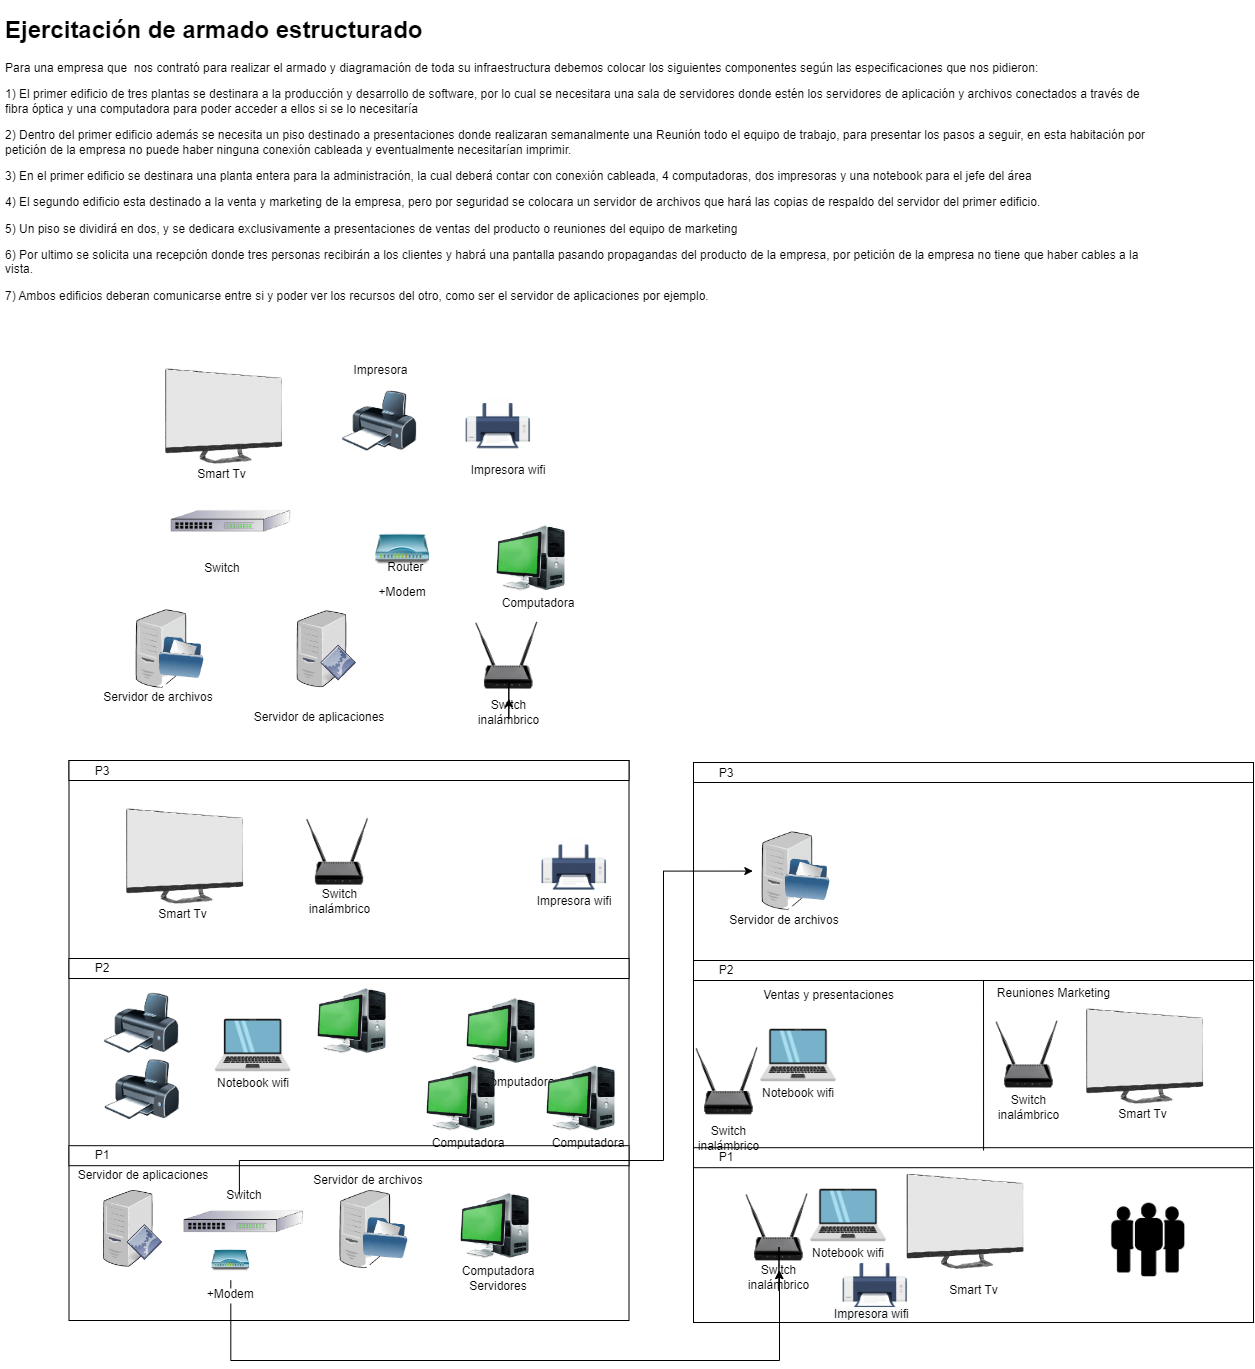 Ejercitación de armado estructurado
Para una empresa que  nos contrató para realizar el armado y diagramación de toda su infraestructura debemos colocar los siguientes componentes según las especificaciones que nos pidieron:
1) El primer edificio de tres plantas se destinara a la producción y desarrollo de software, por lo cual se necesitara una sala de servidores donde estén los servidores de aplicación y archivos conectados a través de
fibra óptica y una computadora para poder acceder a ellos si se lo necesitaría
2) Dentro del primer edificio además se necesita un piso destinado a presentaciones donde realizaran semanalmente una Reunión todo el equipo de trabajo, para presentar los pasos a seguir, en esta habitación por
petición de la empresa no puede haber ninguna conexión cableada y eventualmente necesitarían imprimir.
3) En el primer edificio se destinara una planta entera para la administración, la cual deberá contar con conexión cableada, 4 computadoras, dos impresoras y una notebook para el jefe del área
4) El segundo edificio esta destinado a la venta y marketing de la empresa, pero por seguridad se colocara un servidor de archivos que hará las copias de respaldo del servidor del primer edificio.
5) Un piso se dividirá en dos, y se dedicara exclusivamente a presentaciones de ventas del producto o reuniones del equipo de marketing
6) Por ultimo se solicita una recepción donde tres personas recibirán a los clientes y habrá una pantalla pasando propagandas del producto de la empresa, por petición de la empresa no tiene que haber cables a la
vista.
7) Ambos edificios deberan comunicarse entre si y poder ver los recursos del otro, como ser el servidor de aplicaciones por ejemplo.
Impresora
Smart Tv
Impresora wifi
Switch
Router
+Modem
Computadora
Servidor de archivos
Servidor de aplicaciones
Switch
inalámbrico
P3
Smart Tv
Switch
inalámbrico
Impresora wifi
P2
Notebook wifi
Computadora
Computadora
Computadora
P1
Servidor de aplicaciones
Switch
Servidor de archivos
+Modem
Computadora
Servidores
P3
Servidor de archivos
P2
Ventas y presentaciones
Reuniones Marketing
Notebook wifi
Switch
inalámbrico
Switch
inalámbrico
Smart Tv
P1
Notebook wifi
Switch
inalámbrico
Impresora wifi
Smart Tv